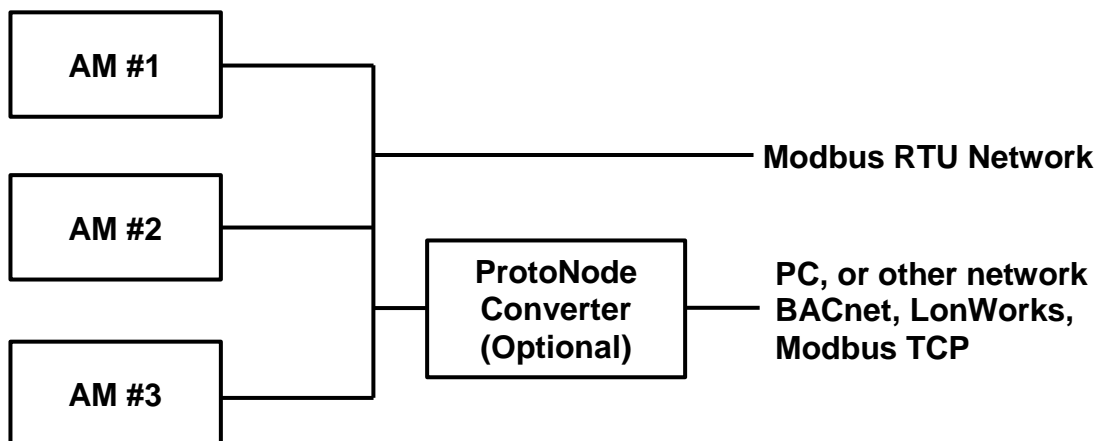 AM #1
Modbus RTU Network
AM #2
ProtoNode
Converter
(Optional)
PC, or other network
BACnet, LonWorks,
Modbus TCP
AM #3